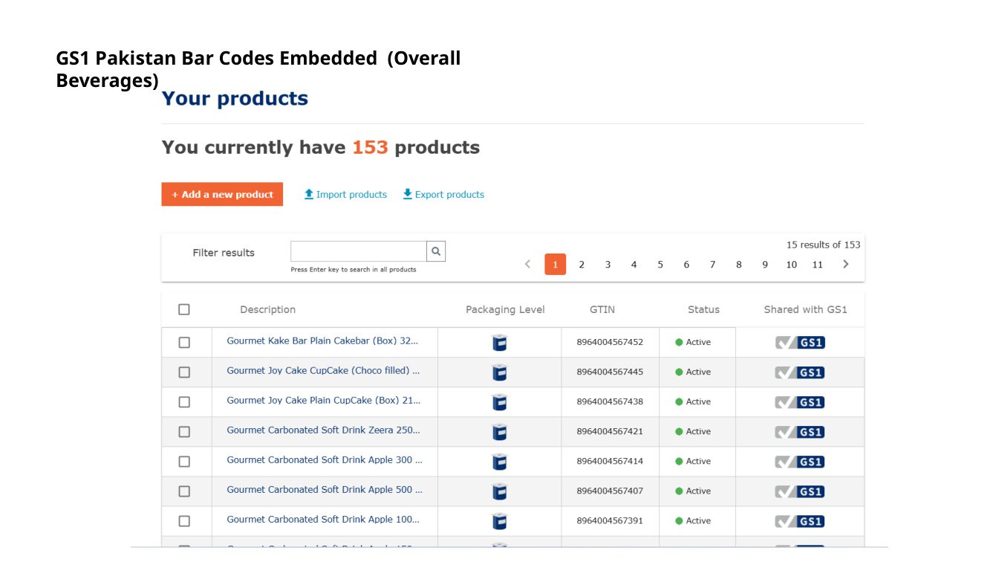 GS1 Pakistan Bar Codes Embedded  (Overall
Beverages)
Your products
You currently have 153 products
+ Add a new product
Import products
Export products
Filter results
Press Enter key to search in all products
15 results of 153
1 2 3 4 5 6 7 8 9 10 11
Description Packaging Level GTIN Status Shared with GS1
Gourmet Kake Bar Plain Cakebar (Box) 32... 8964004567452 Active GS1
Gourmet Joy Cake CupCake (Choco filled) ... 8964004567445 Active GS1
Gourmet Joy Cake Plain CupCake (Box) 21... 8964004567438 Active GS1
Gourmet Carbonated Soft Drink Zeera 250... 8964004567421 Active GS1
Gourmet Carbonated Soft Drink Apple 300 ... 8964004567414 Active GS1
Gourmet Carbonated Soft Drink Apple 500 ... 8964004567407 Active GS1
Gourmet Carbonated Soft Drink Apple 100... 8964004567391 Active GS1